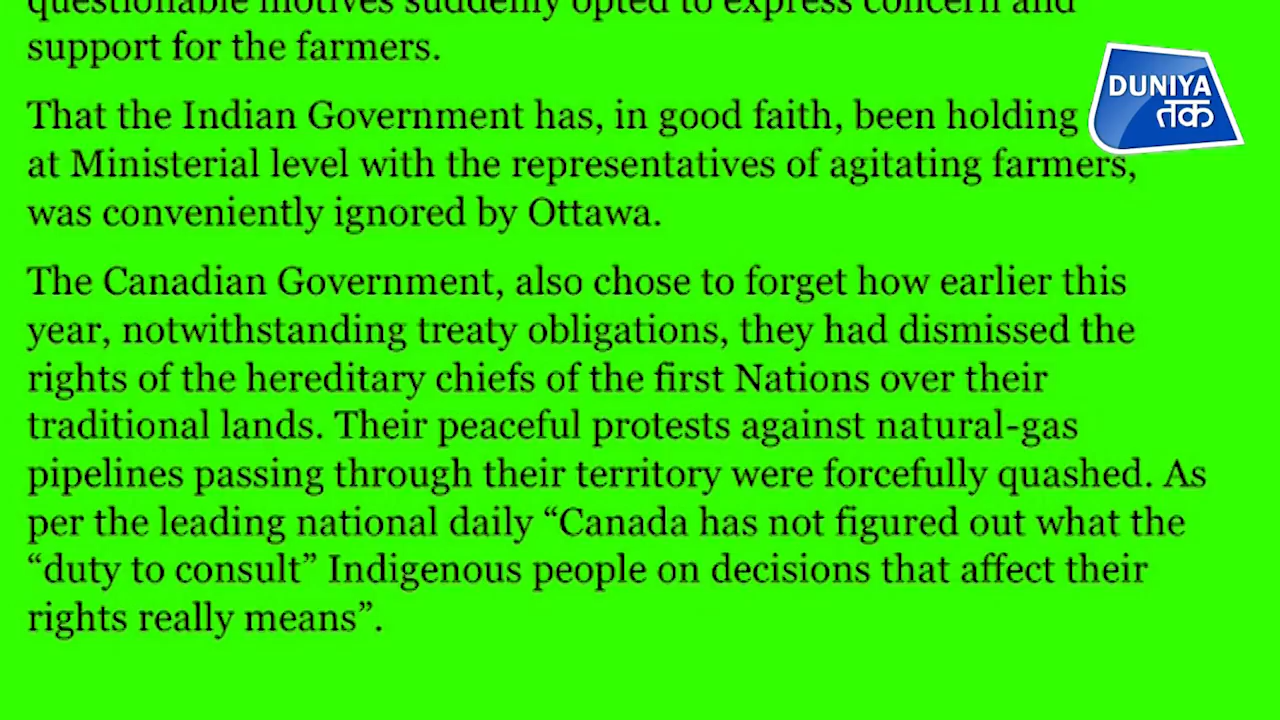 questionable motives suddenly opted to express concern and
support for the farmers.
That the Indian Government has, in good faith, been holding
at Ministerial level with the representatives of agitating farmers,
was conveniently ignored by Ottawa.
The Canadian Government, also chose to forget how earlier this
year, notwithstanding treaty obligations, they had dismissed the
rights of the hereditary chiefs of the first Nations over their
traditional lands. Their peaceful protests against natural-gas
pipelines passing through their territory were forcefully quashed. As
per the leading national daily “Canada has not figured out what the
“duty to consult” Indigenous people on decisions that affect their
rights really means”.
DUNIYA
तक